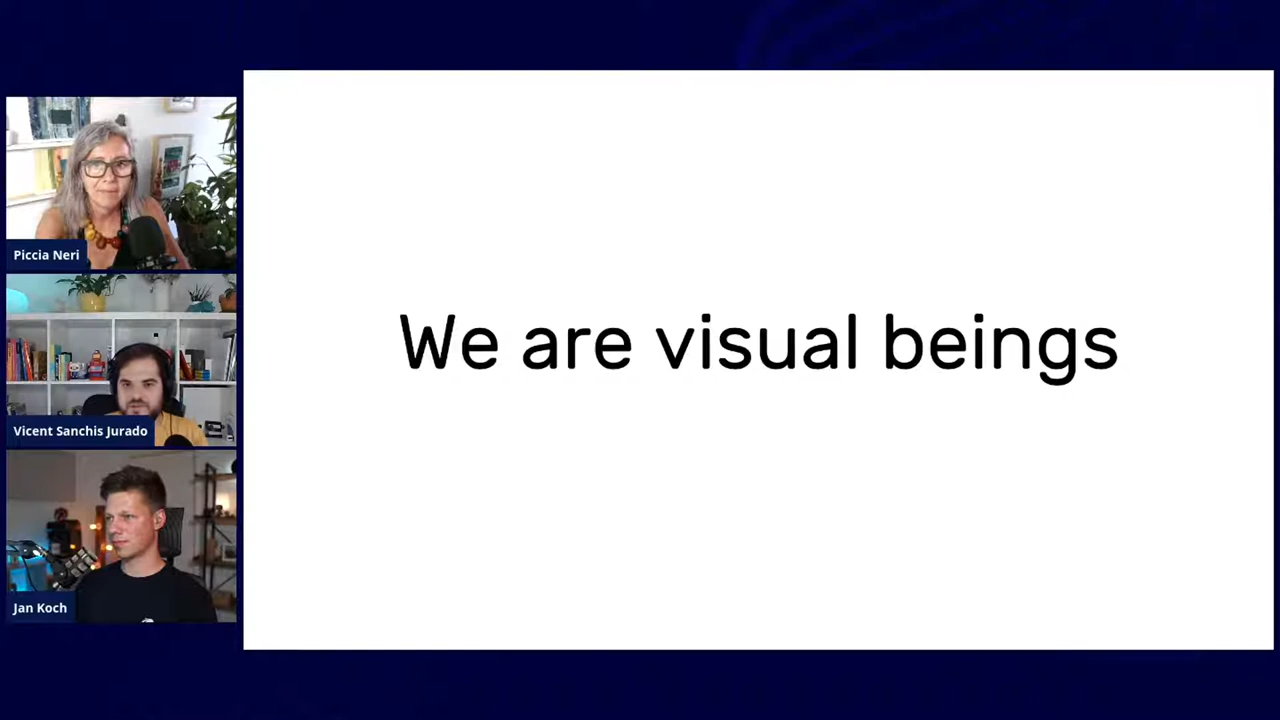 Piccia Neri
Vicent Sanchis Jurado
Jan Koch
We are visual beings